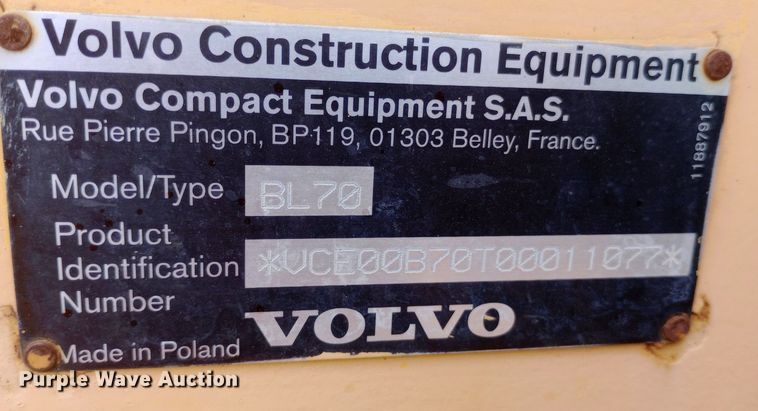 Volvo Construction Equipment
Volvo Compact Equipment S.A.S.
Rue Pierre Pingon, BP119, 01303 Belley, France.
11887912
Model/Type BL70
Product
Identification *VCE00B70T00011077*
Number
VOLVO
Made in Poland
Purple Wave Auction